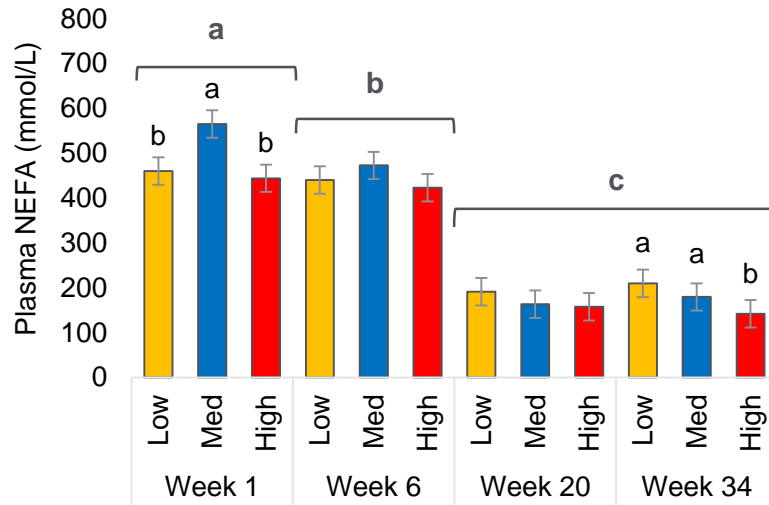 Plasma NEFA (mmol/L)
800
700
600
500
400
300
200
100
0
a
b
c
b
a
b
a
a
b
Low
Med
High
Low
Med
High
Low
Med
High
Low
Med
High
Week 1
Week 6
Week 20
Week 34